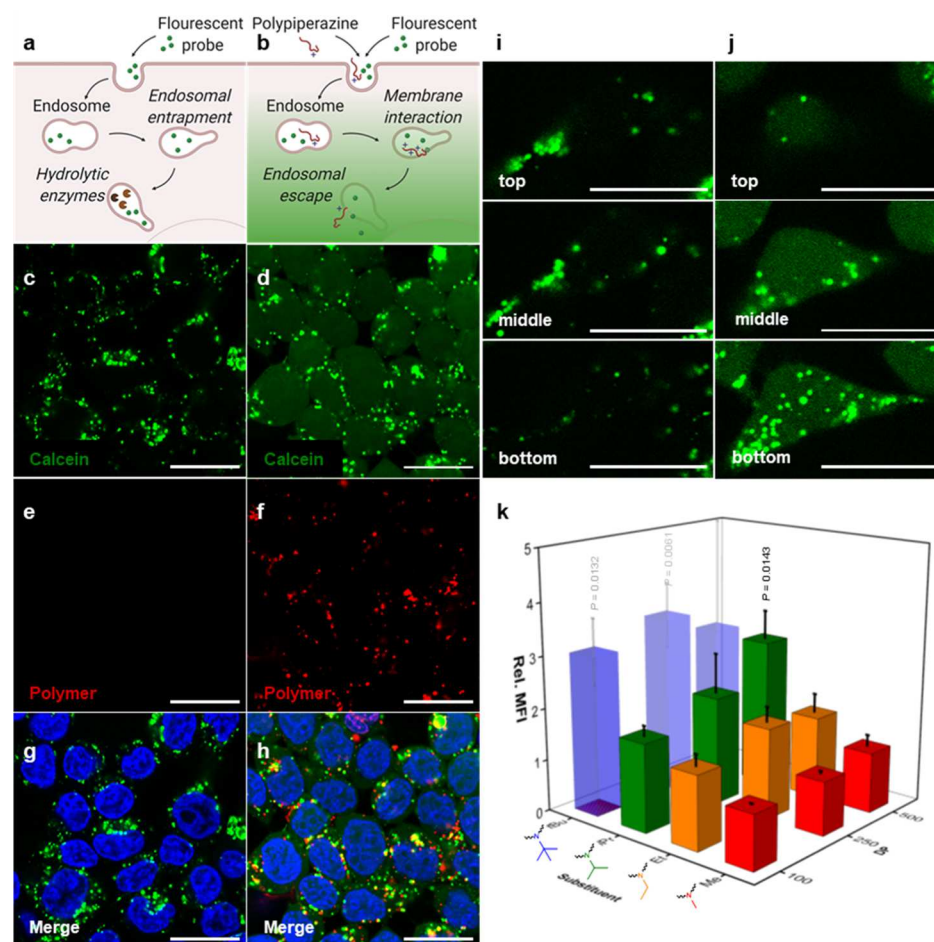 a
Flourescent
probe
Endosome
Endosomal
entrapment
Hydrolytic
enzymes
b
Polypiperazine
Flourescent
probe
Endosome
Membrane
interaction
Endosomal
escape
c
Calcein
d
Calcein
e
Polymer
f
Polymer
g
Merge
h
Merge
i
top
middle
bottom
j
top
middle
bottom
k
5
4
3
2
1
0
Rel. MFI
P = 0.0132
P = 0.0061
P = 0.0143
tBu
iPr
Et
Me
N
N
N
N
Substituent
100
250
500